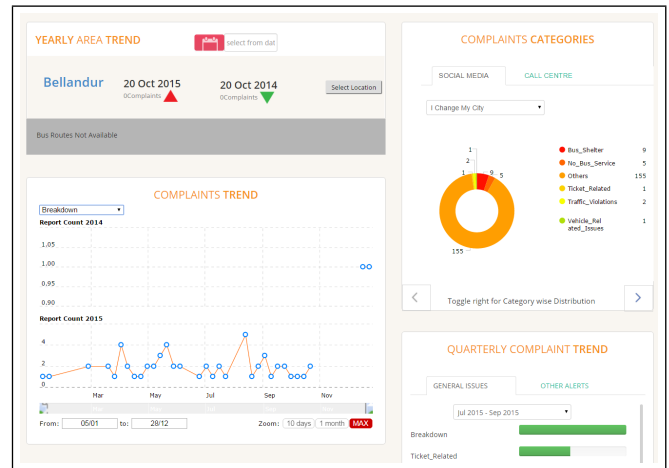 YEARLY AREA TREND
select from dat
Bellandur
20 Oct 2015
0Complaints
20 Oct 2014
0Complaints
Select Location
Bus Routes Not Available
COMPLAINTS TREND
Breakdown
Report Count 2014
1.05
1.00
0.95
0.90
Report Count 2015
4
2
0
Mar May Jul Sep Nov
From: 05/01 to: 28/12 Zoom: 10 days 1 month MAX
COMPLAINTS CATEGORIES
SOCIAL MEDIA CALL CENTRE
I Change My City
1
2
1 9 5
155
Bus_Shelter 9
No_Bus_Service 5
Others 155
Ticket_Related 1
Traffic_Violations 2
Vehicle_Rel 1
ated_Issues
Toggle right for Category wise Distribution
QUARTERLY COMPLAINT TREND
GENERAL ISSUES OTHER ALERTS
Jul 2015 - Sep 2015
Breakdown
Ticket_Related